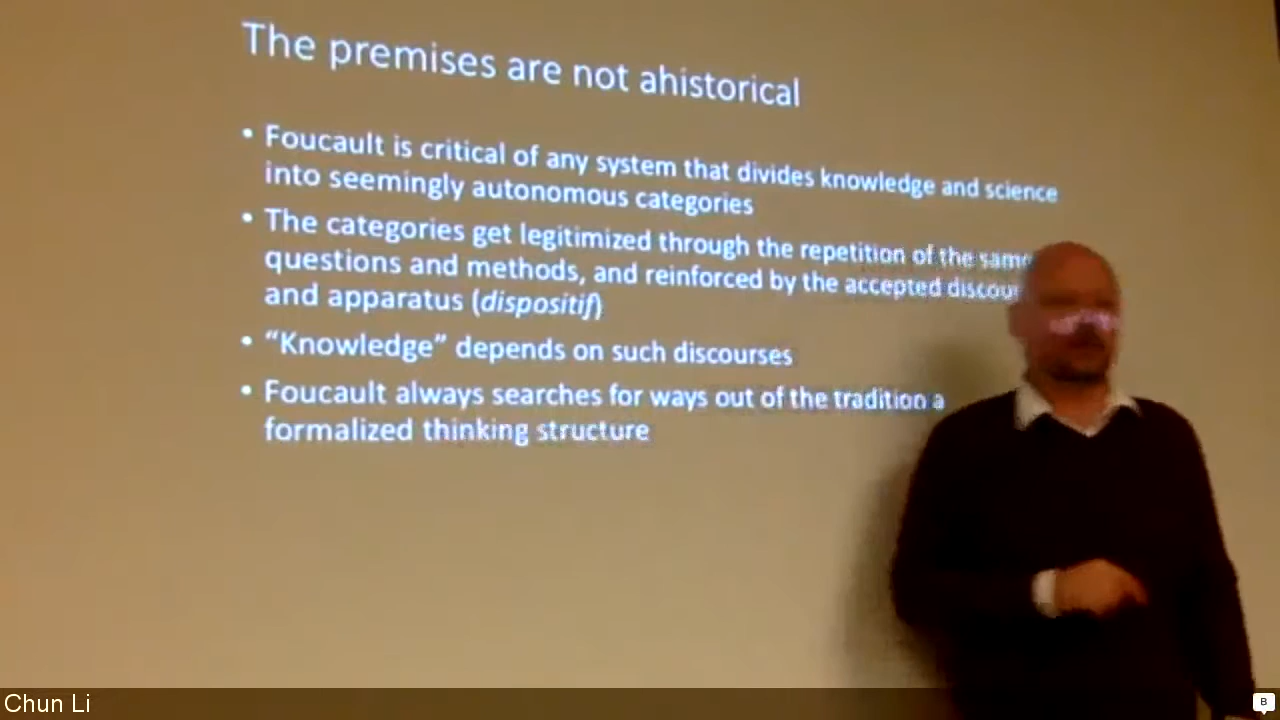 The premises are not ahistorical
• Foucault is critical of any system that divides knowledge and science
into seemingly autonomous categories
• The categories get legitimized through the repetition of the same
questions and methods, and reinforced by the accepted discour
and apparatus (dispositif)
• “Knowledge” depends on such discourses
• Foucault always searches for ways out of the tradition a
formalized thinking structure
Chun Li
B